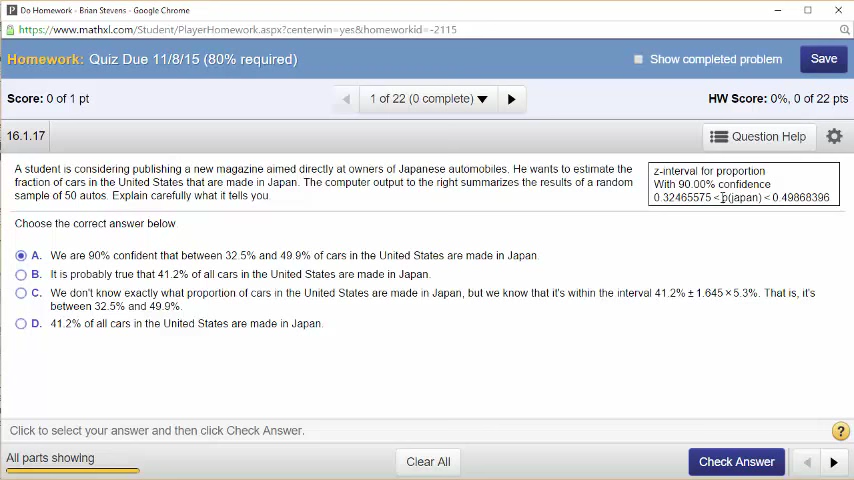 Do Homework - Brian Stevens - Google Chrome
https://www.mathxl.com/Student/PlayerHomework.aspx?centerwin=yes&homeworkid=-2115
Homework: Quiz Due 11/8/15 (80% required)
Show completed problem
Save
Score: 0 of 1 pt
1 of 22 (0 complete)
HW Score: 0%, 0 of 22 pts
16.1.17
Question Help
A student is considering publishing a new magazine aimed directly at owners of Japanese automobiles. He wants to estimate the
fraction of cars in the United States that are made in Japan. The computer output to the right summarizes the results of a random
sample of 50 autos. Explain carefully what it tells you
z-interval for proportion
With 90.00% confidence
0.32465575 < p(japan) < 0.49868396
Choose the correct answer below.
A. We are 90% confident that between 32.5% and 49.9% of cars in the United States are made in Japan.
B. It is probably true that 41.2% of all cars in the United States are made in Japan.
C. We don't know exactly what proportion of cars in the United States are made in Japan, but we know that it's within the interval 41.2% ± 1.645 × 5.3%. That is, it's
between 32.5% and 49.9%.
D. 41.2% of all cars in the United States are made in Japan.
Click to select your answer and then click Check Answer.
?
All parts showing
Clear All
Check Answer